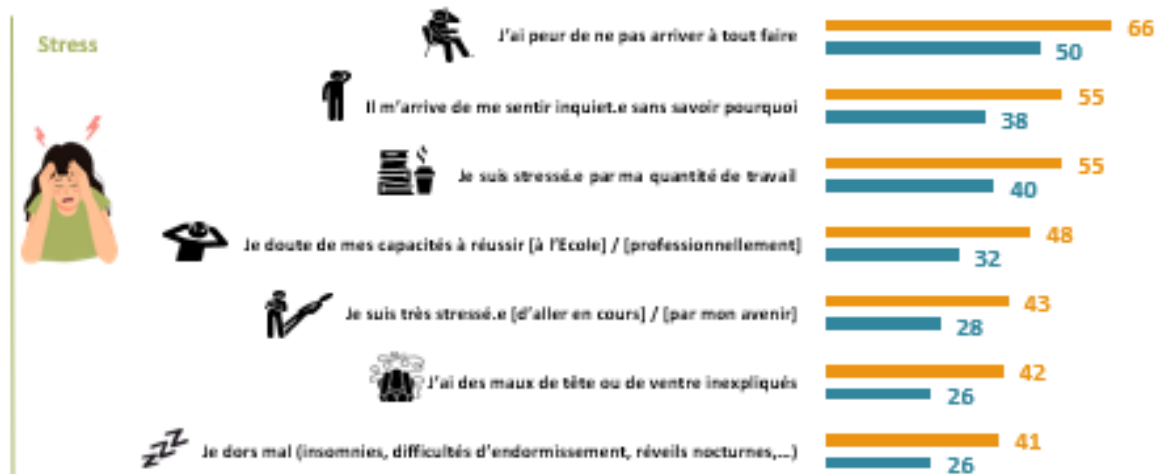 Stress
J'ai peur de ne pas arriver à tout faire
66
50
Il m'arrive de me sentir inquiet.e sans savoir pourquoi
55
38
Je suis stressé.e par ma quantité de travail
55
40
Je doute de mes capacités à réussir [à l'Ecole] / [professionnellement]
48
32
Je suis très stressé.e [d'aller en cours] / [par mon avenir]
43
28
J'ai des maux de tête ou de ventre inexpliqués
42
26
Je dors mal (insomnies, difficultés d'endormissement, réveils nocturnes,...)
41
26